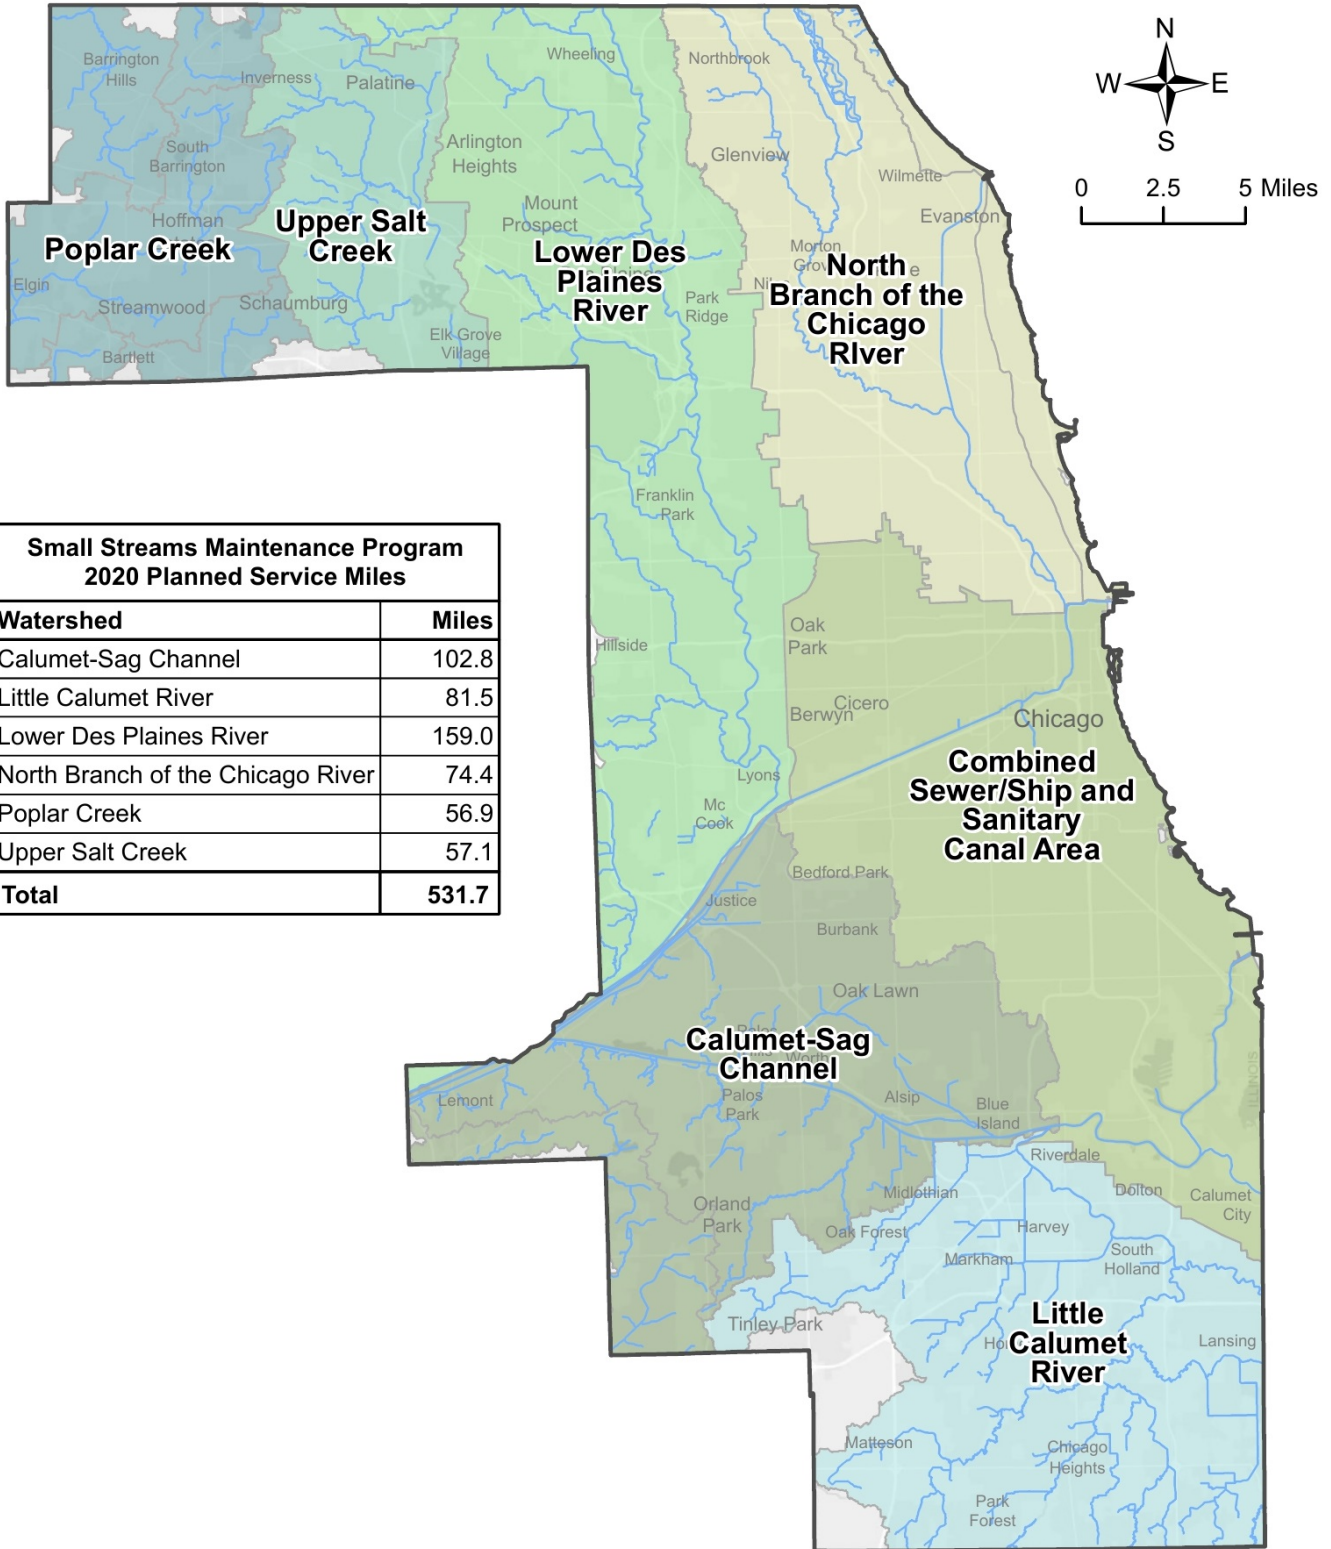 N
W E
S
0 2.5 5 Miles
Barrington
Hills
Inverness
Palatine
Wheeling
Northbrook
South
Barrington
Arlington
Heights
Glenview
Wilmette
Hoffman
Poplar Creek
Upper Salt
Creek
Mount
Prospect
Lower Des
Plaines
River
Evanston
Morton
North
Branch of the
Chicago
RIver
Elgin
Streamwood
Schaumburg
Park
Ridge
Bartlett
Elk Grove
Village
Franklin
Park
Small Streams Maintenance Program
2020 Planned Service Miles
Watershed Miles
Calumet-Sag Channel 102.8
Little Calumet River 81.5
Lower Des Plaines River 159.0
North Branch of the Chicago River 74.4
Poplar Creek 56.9
Upper Salt Creek 57.1
Total 531.7
Hillside
Oak
Park
Cicero
Berwyn
Chicago
Lyons
Mc
Cook
Combined
Sewer/Ship and
Sanitary
Canal Area
Bedford Park
Justice
Burbank
Oak Lawn
Calumet-Sag
Channel
Worth
Lemont
Palos
Park
Alsip
Blue
Island
ILLINOIS
Riverdale
Orland
Park
Midlothian
Dolton
Calumet
City
Oak Forest
Harvey
Markham
South
Holland
Tinley Park
Little
Calumet
River
Lansing
Matteson
Chicago
Heights
Park
Forest